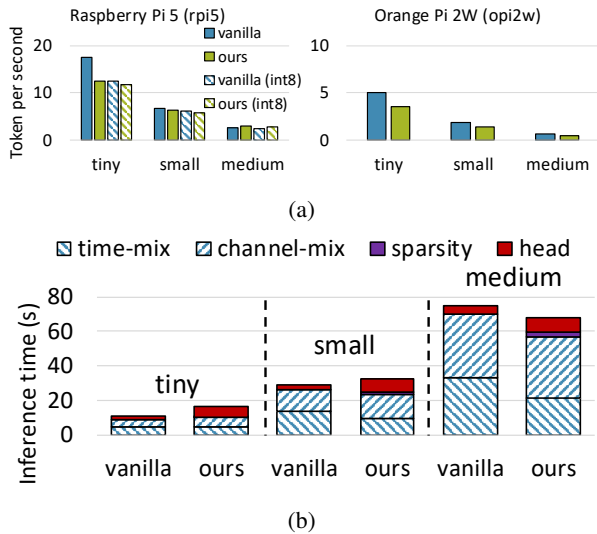 Raspberry Pi 5 (rpi5)
Orange Pi 2W (opi2w)
Token per second
20
10
0
vanilla
ours
vanilla (int8)
ours (int8)
tiny small medium
10
5
0
tiny small medium
(a)
time-mix channel-mix sparsity head
Inference time (s)
80
60
40
20
0
tiny
small
medium
vanilla ours vanilla ours vanilla ours
(b)